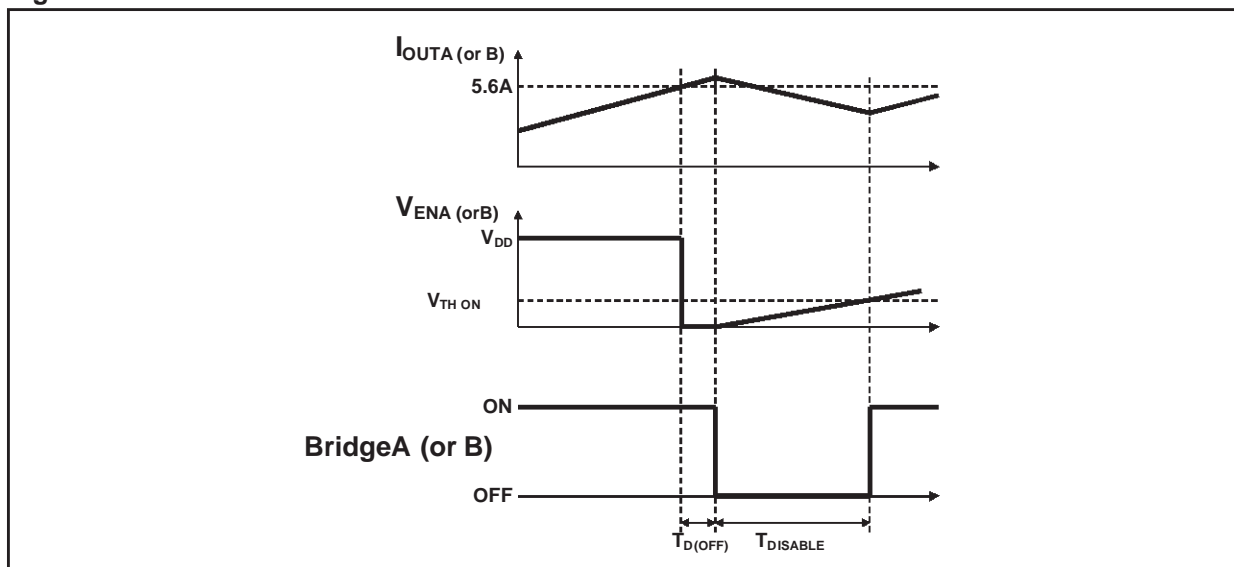 IOUTA (or B)
5.6A
VENA (orB)
VDD
VTH ON
ON
BridgeA (or B)
OFF
TD(OFF) TDISABLE